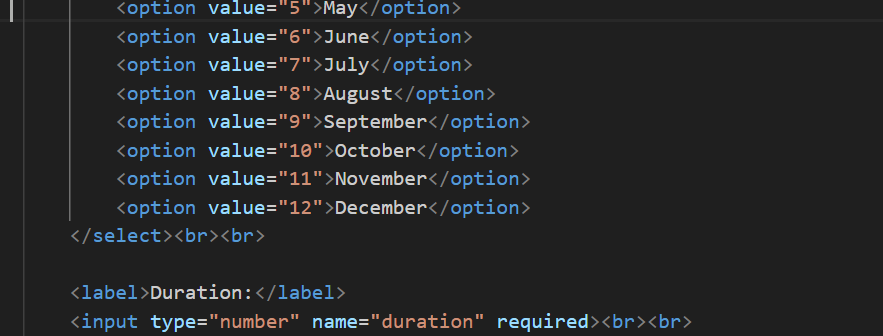 <option value="5">May</option>
<option value="6">June</option>
<option value="7">July</option>
<option value="8">August</option>
<option value="9">September</option>
<option value="10">October</option>
<option value="11">November</option>
<option value="12">December</option>
</select><br><br>
<label>Duration:</label>
<input type="number" name="duration" required><br><br>